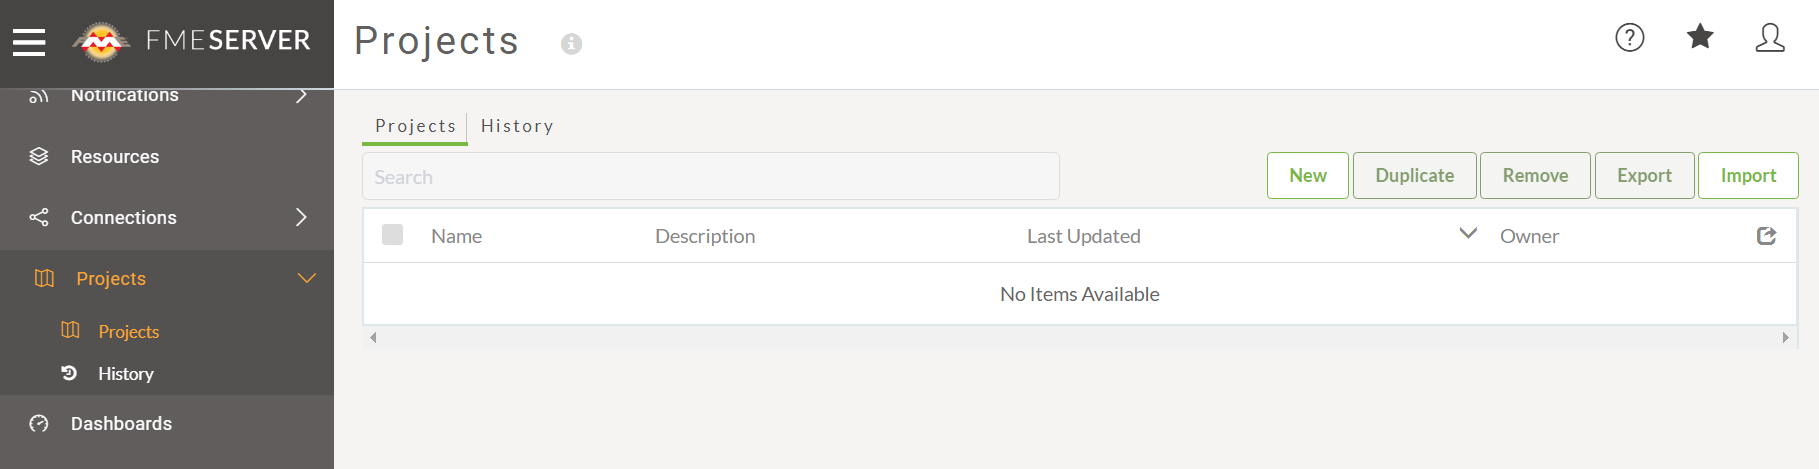 FMESERVER
Projects
Notifications
Resources
Connections
Projects
Projects
History
Dashboards
Projects History
Search
New Duplicate Remove Export Import
Name Description Last Updated Owner
No Items Available